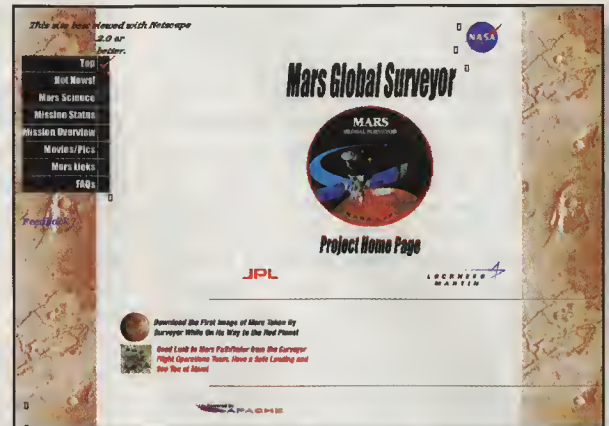 This site best viewed with Netscape
2.0 or
better.
NASA
Top
Hot News!
Mars Science
Mission Status
Mission Overview
Movies/Pics
Mars Links
FAQs
Feedback
Mars Global Surveyor
MARS
GLOBAL SURVEYOR
Project Home Page
JPL
LOCKHEED
MARTIN
Download the First Image of Mars Taken By
Surveyor While On Its Way to the Red Planet
Good Luck to Mars Pathfinder from the Surveyor
Flight Operations Team. Have a Safe Landing and
See You at Mars!
Powered by
APACHE